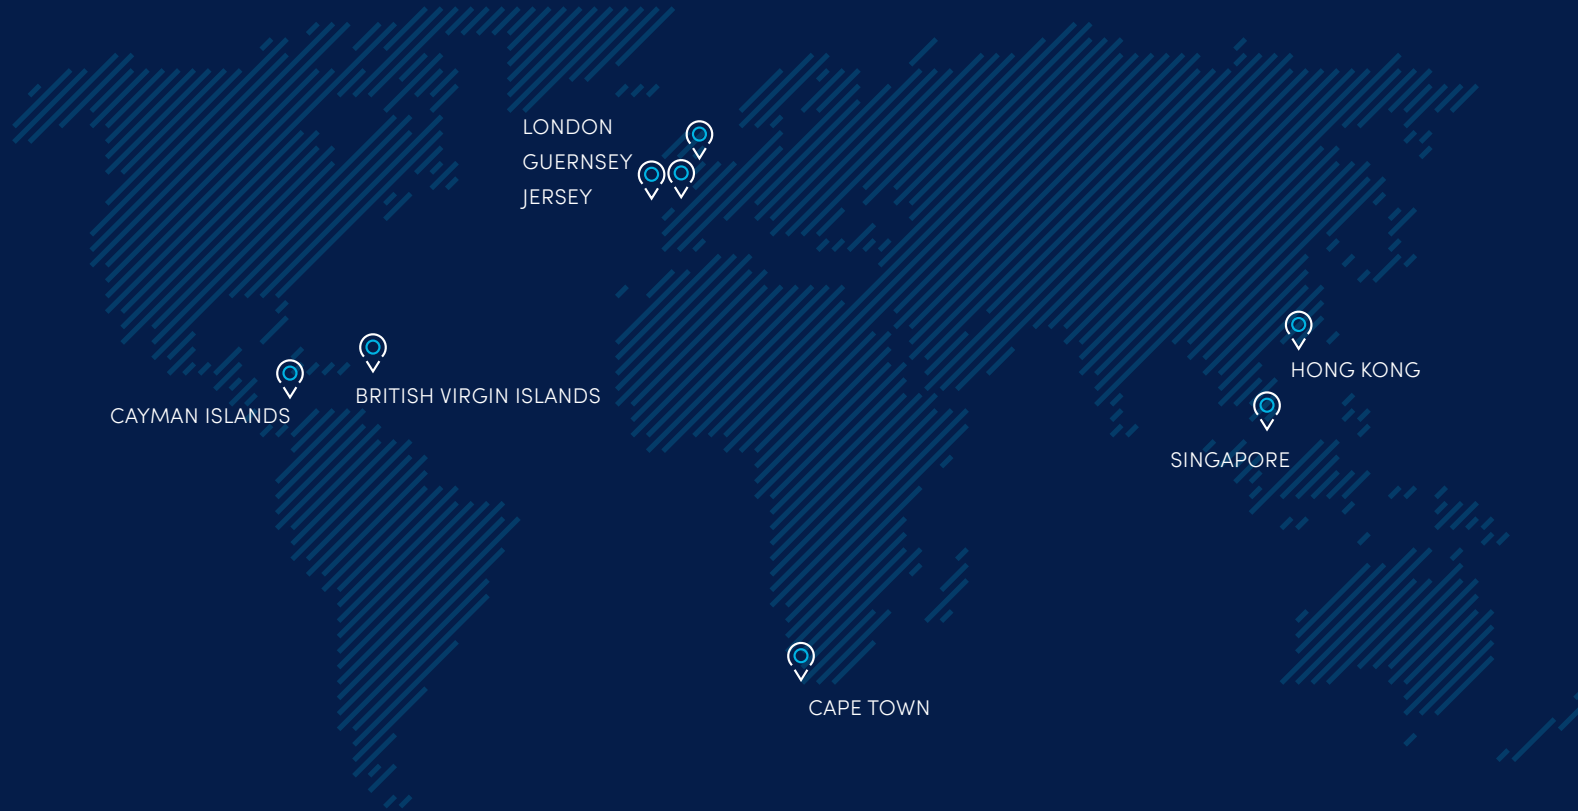 LONDON
GUERNSEY
JERSEY
HONG KONG
BRITISH VIRGIN ISLANDS
CAYMAN ISLANDS
SINGAPORE
CAPE TOWN